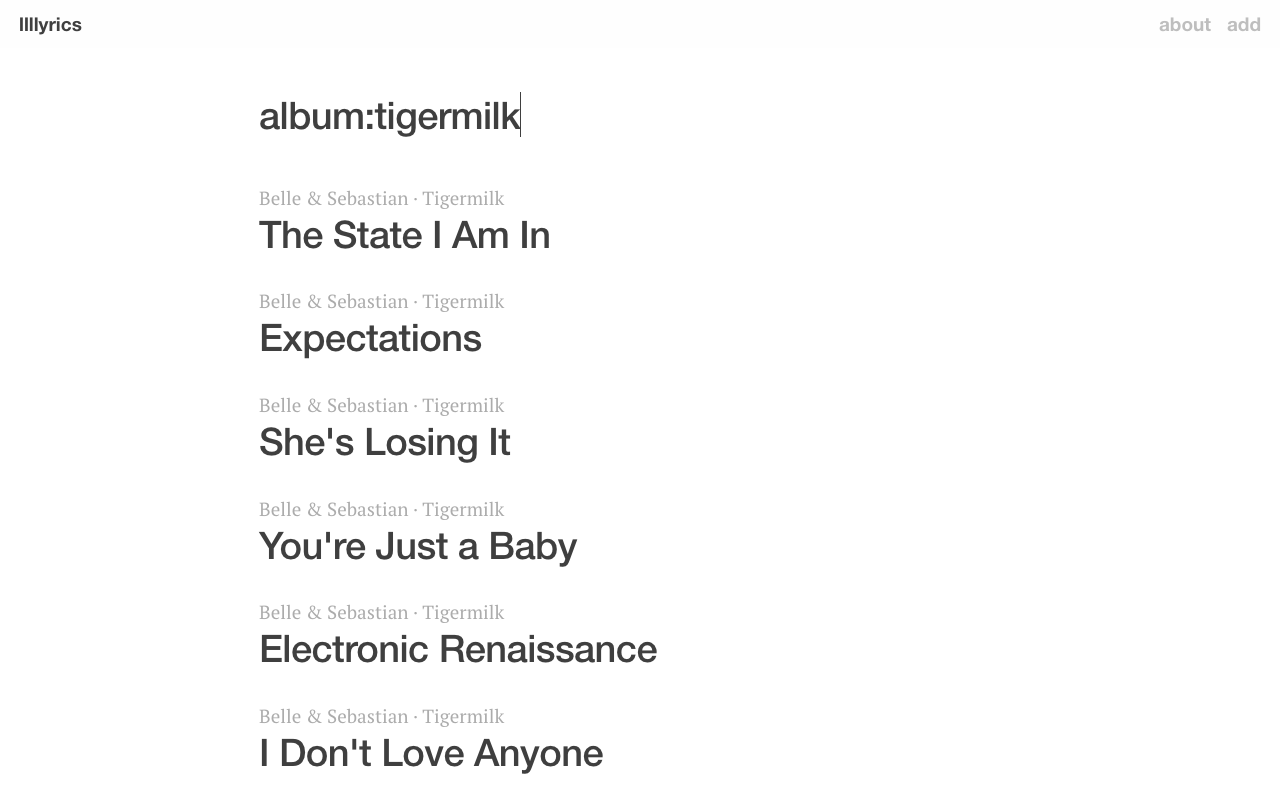 llllyrics
about add
album:tigermilk
Belle & Sebastian · Tigermilk
The State I Am In
Belle & Sebastian · Tigermilk
Expectations
Belle & Sebastian · Tigermilk
She's Losing It
Belle & Sebastian · Tigermilk
You're Just a Baby
Belle & Sebastian · Tigermilk
Electronic Renaissance
Belle & Sebastian · Tigermilk
I Don't Love Anyone